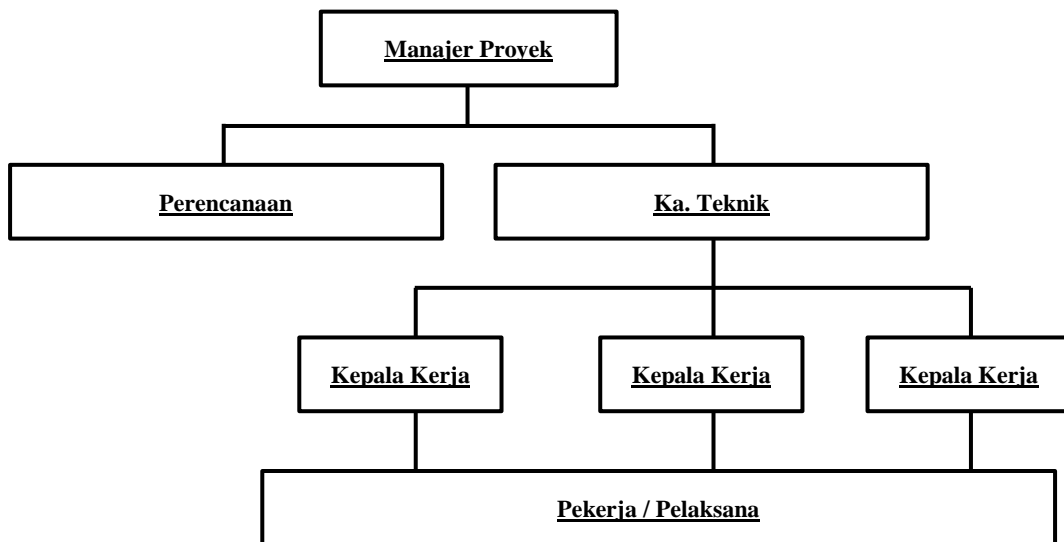 Manajer Proyek
Perencanaan
Ka. Teknik
Kepala Kerja
Kepala Kerja
Kepala Kerja
Pekerja / Pelaksana